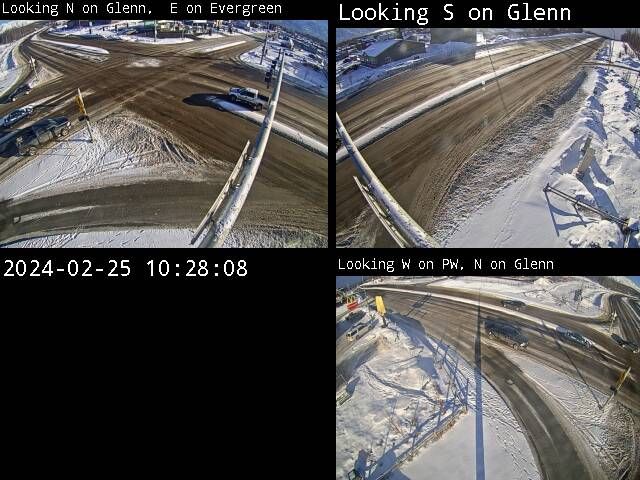 Looking N on Glenn,  E on Evergreen
Looking S on Glenn
2024-02-25 10:28:08
Looking W on PW, N on Glenn